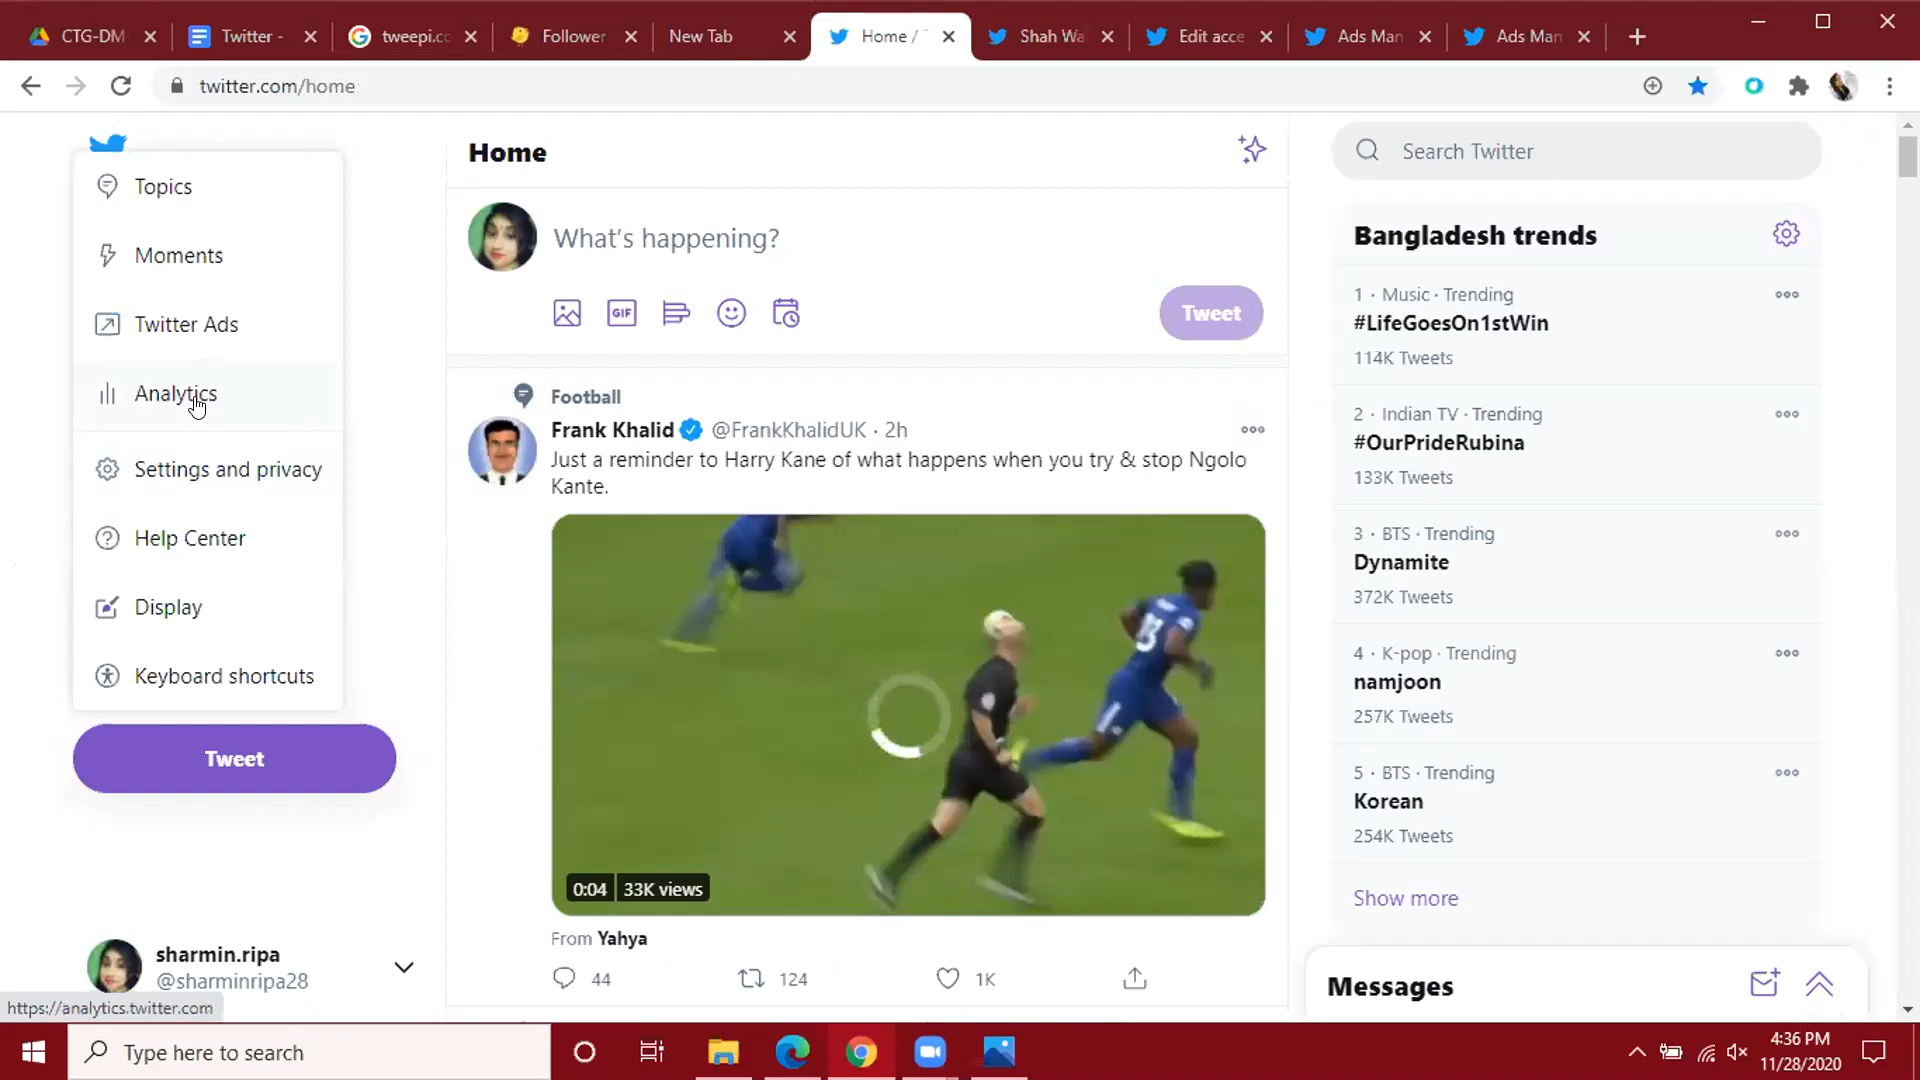 CTG-DM
Twitter -
tweepi.cc
Follower
New Tab
Home /
Shah Wa
Edit acce
Ads Man
Ads Man
twitter.com/home
Topics
Moments
Twitter Ads
Analytics
Settings and privacy
Help Center
Display
Keyboard shortcuts
Tweet
sharmin.ripa
@sharminripa28
https://analytics.twitter.com
Home
What's happening?
GIF
Tweet
Football
Frank Khalid @FrankKhalidUK · 2h
Just a reminder to Harry Kane of what happens when you try & stop Ngolo
Kante.
0:04 33K views
From Yahya
44 124 1K
Search Twitter
Bangladesh trends
1 · Music · Trending
#LifeGoesOn1stWin
114K Tweets
2 · Indian TV · Trending
#OurPrideRubina
133K Tweets
3 · BTS · Trending
Dynamite
372K Tweets
4 · K-pop · Trending
namjoon
257K Tweets
5 · BTS · Trending
Korean
254K Tweets
Show more
Messages
Type here to search
4:36 PM
11/28/2020